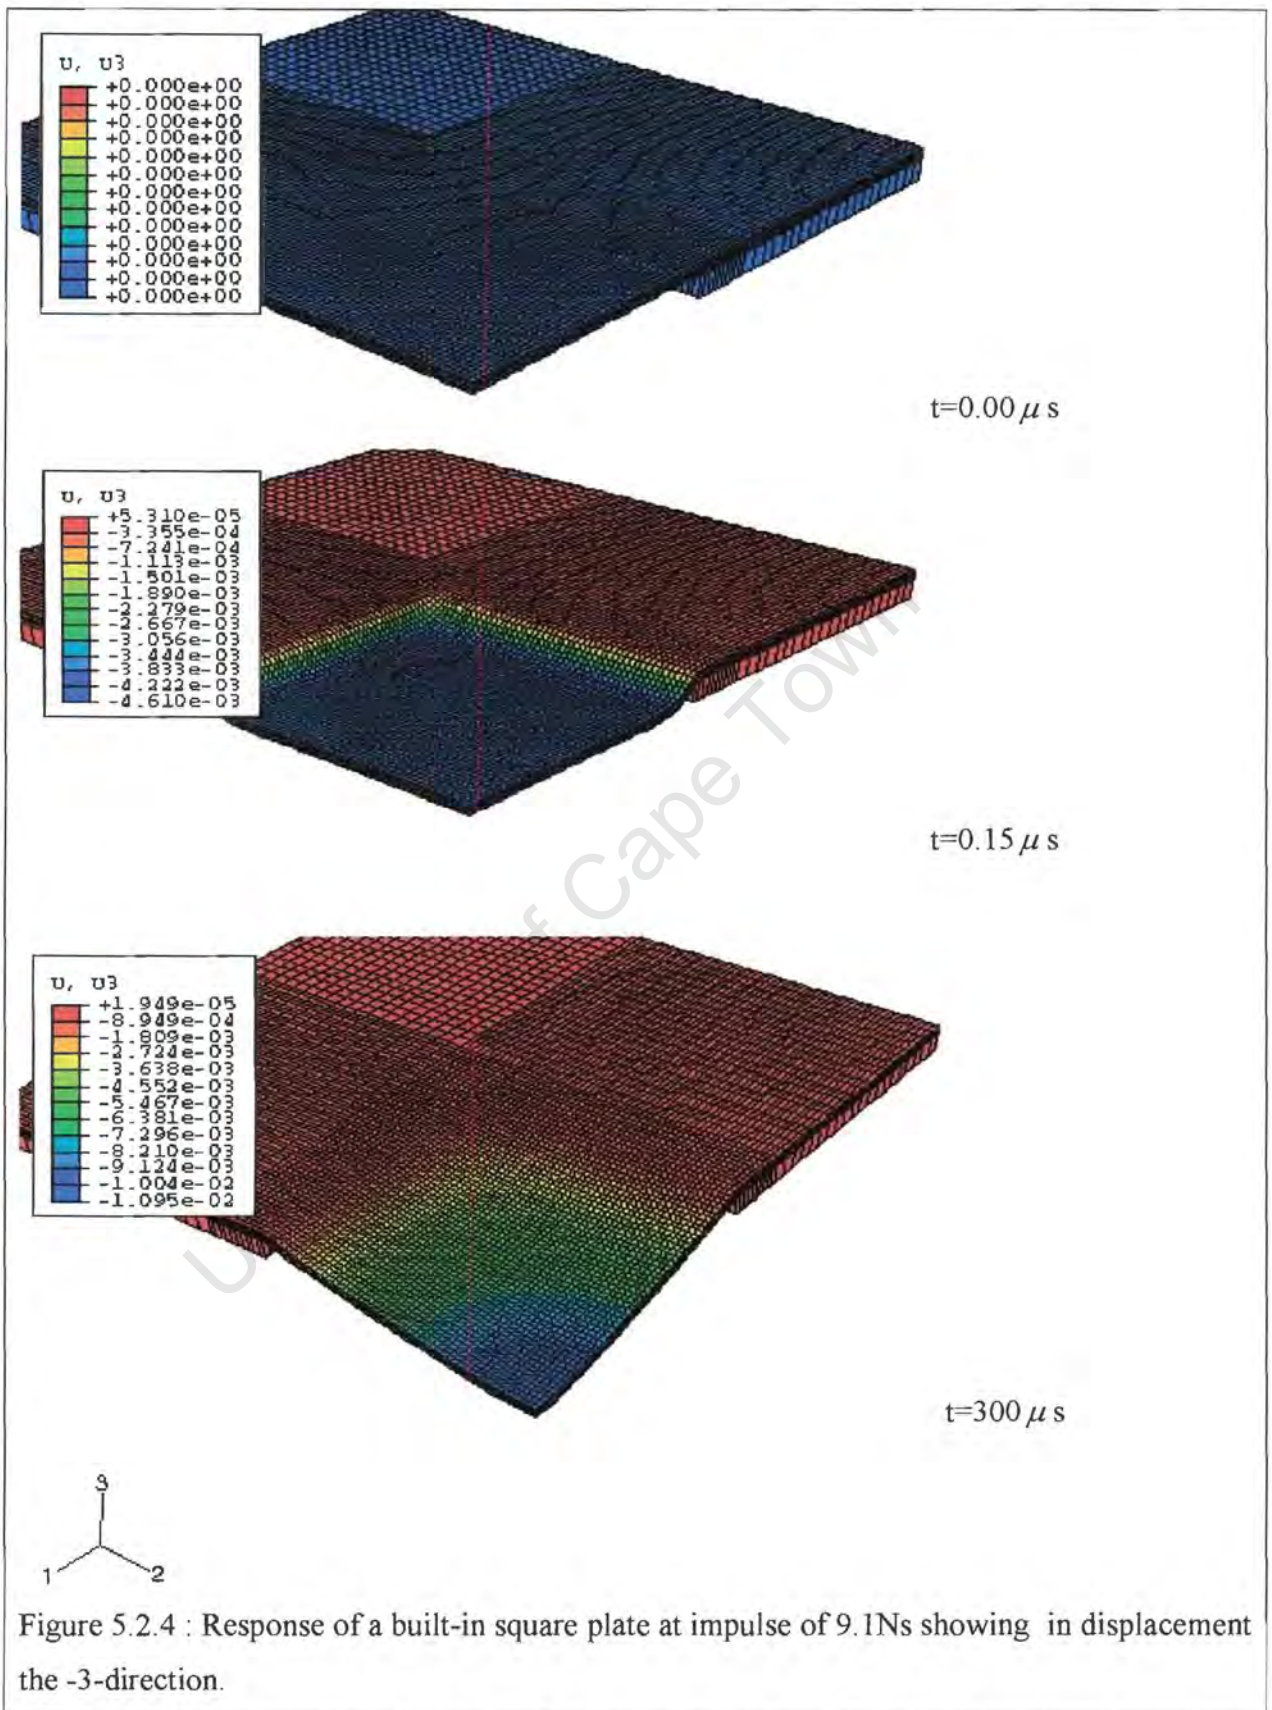 U, U3
+0.000e+00
+0.000e+00
+0.000e+00
+0.000e+00
+0.000e+00
+0.000e+00
+0.000e+00
+0.000e+00
+0.000e+00
+0.000e+00
+0.000e+00
+0.000e+00
+0.000e+00
t=0.00 μ s
U, U3
+5.310e-05
-3.355e-04
-7.241e-04
-1.113e-03
-1.501e-03
-1.890e-03
-2.279e-03
-2.667e-03
-3.056e-03
-3.444e-03
-3.833e-03
-4.222e-03
-4.610e-03
t=0.15 μ s
U, U3
+1.949e-05
-8.949e-04
-1.809e-03
-2.724e-03
-3.638e-03
-4.552e-03
-5.467e-03
-6.381e-03
-7.296e-03
-8.210e-03
-9.124e-03
-1.004e-02
-1.095e-02
t=300 μ s
3
1
2
Figure 5.2.4 : Response of a built-in square plate at impulse of 9.1Ns showing in displacement
the -3-direction.
of Cape Town